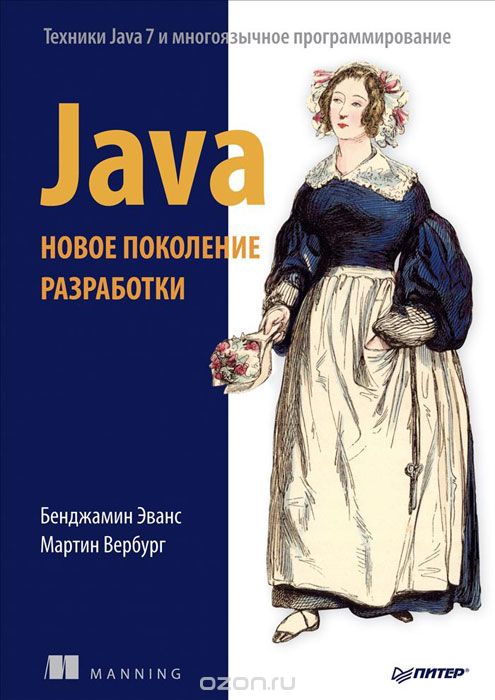 Техники Java 7 и многоязычное программирование
Java
НОВОЕ ПОКОЛЕНИЕ
РАЗРАБОТКИ
Бенджамин Эванс
Мартин Вербург
MANNING
ozon.ru
ПИТЕР